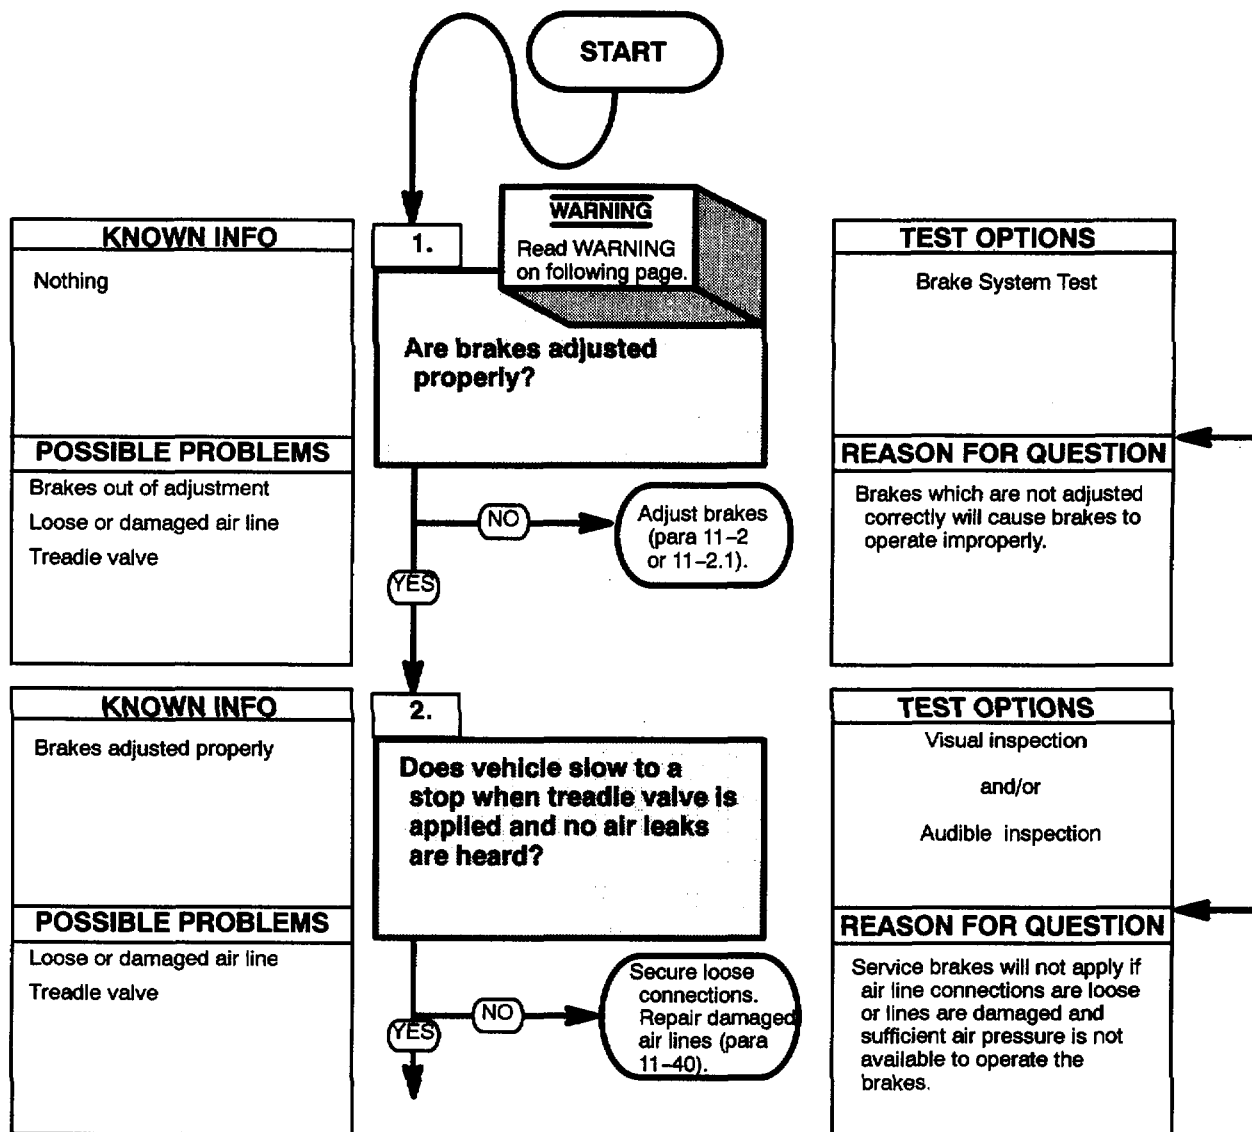 START
KNOWN INFO
Nothing
POSSIBLE PROBLEMS
Brakes out of adjustment
Loose or damaged air line
Treadle valve
1.
WARNING
Read WARNING
on following page.
Are brakes adjusted
properly?
NO
Adjust brakes
(para 11–2
or 11–2.1).
YES
TEST OPTIONS
Brake System Test
REASON FOR QUESTION
Brakes which are not adjusted
correctly will cause brakes to
operate improperly.
KNOWN INFO
Brakes adjusted properly
POSSIBLE PROBLEMS
Loose or damaged air line
Treadle valve
2.
Does vehicle slow to a
stop when treadle valve is
applied and no air leaks
are heard?
NO
Secure loose
connections.
Repair damaged
air lines (para
11–40).
YES
TEST OPTIONS
Visual inspection
and/or
Audible inspection
REASON FOR QUESTION
Service brakes will not apply if
air line connections are loose
or lines are damaged and
sufficient air pressure is not
available to operate the
brakes.